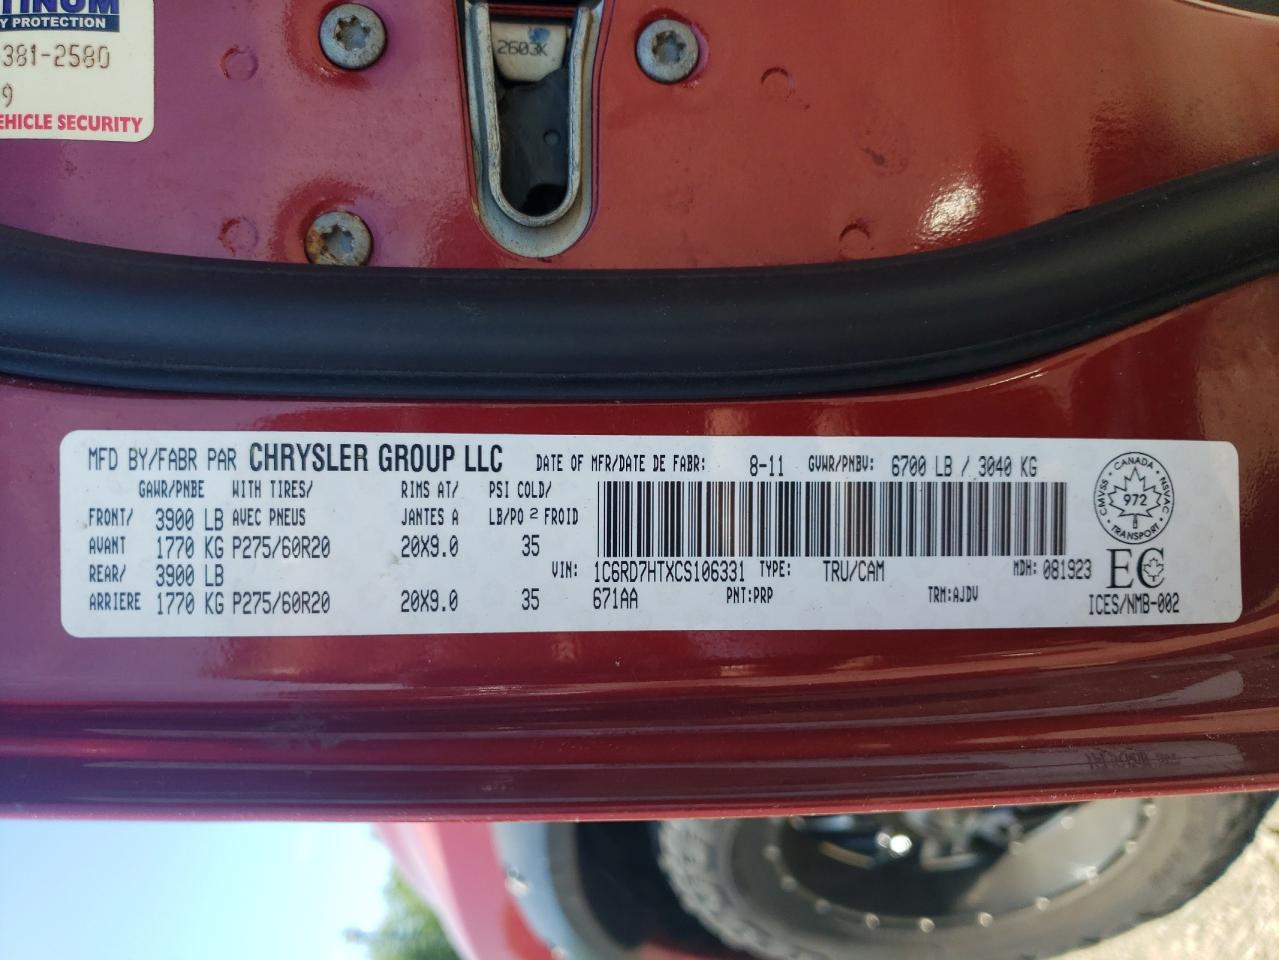 Y PROTECTION
381-2580
9
EHICLE SECURITY
2603K
MFD BY/FABR PAR CHRYSLER GROUP LLC DATE OF MFR/DATE DE FABR: 8-11 GVWR/PNBV: 6700 LB / 3040 KG
GAWR/PNBE WITH TIRES/ RIMS AT/ PSI COLD/
FRONT/ 3900 LB AVEC PNEUS JANTES A LB/PO 2 FROID
AVANT 1770 KG P275/60R20 20X9.0 35
REAR/ 3900 LB VIN: 1C6RD7HTXCS106331 TYPE: TRU/CAM MDH: 081923
ARRIERE 1770 KG P275/60R20 20X9.0 35 671AA PNT:PRP TRM:AJDV
CANADA
CMVSS NSVAC
972
TRANSPORT
EC
ICES/NMB-002